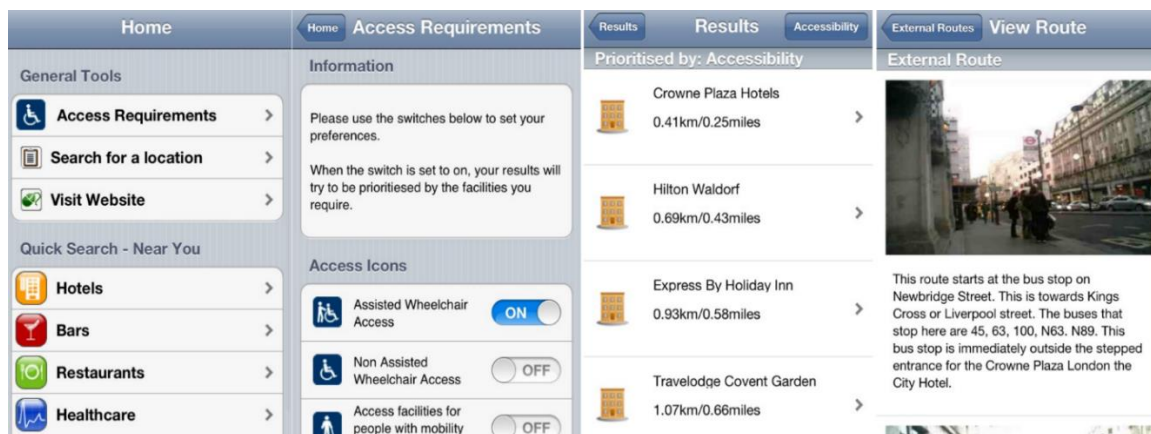 Home
General Tools
Access Requirements
Search for a location
Visit Website
Quick Search - Near You
Hotels
Bars
Restaurants
Healthcare
Home
Access Requirements
Information
Please use the switches below to set your
preferences.
When the switch is set to on, your results will
try to be prioritiesed by the facilities you
require.
Access Icons
Assisted Wheelchair
Access
ON
Non Assisted
Wheelchair Access
OFF
Access facilities for
people with mobility
OFF
Results
Results
Accessibility
Prioritised by: Accessibility
Crowne Plaza Hotels
0.41km/0.25miles
Hilton Waldorf
0.69km/0.43miles
Express By Holiday Inn
0.93km/0.58miles
Travelodge Covent Garden
1.07km/0.66miles
External Routes
View Route
External Route
This route starts at the bus stop on
Newbridge Street. This is towards Kings
Cross or Liverpool street. The buses that
stop here are 45, 63, 100, N63. N89. This
bus stop is immediately outside the stepped
entrance for the Crowne Plaza London the
City Hotel.